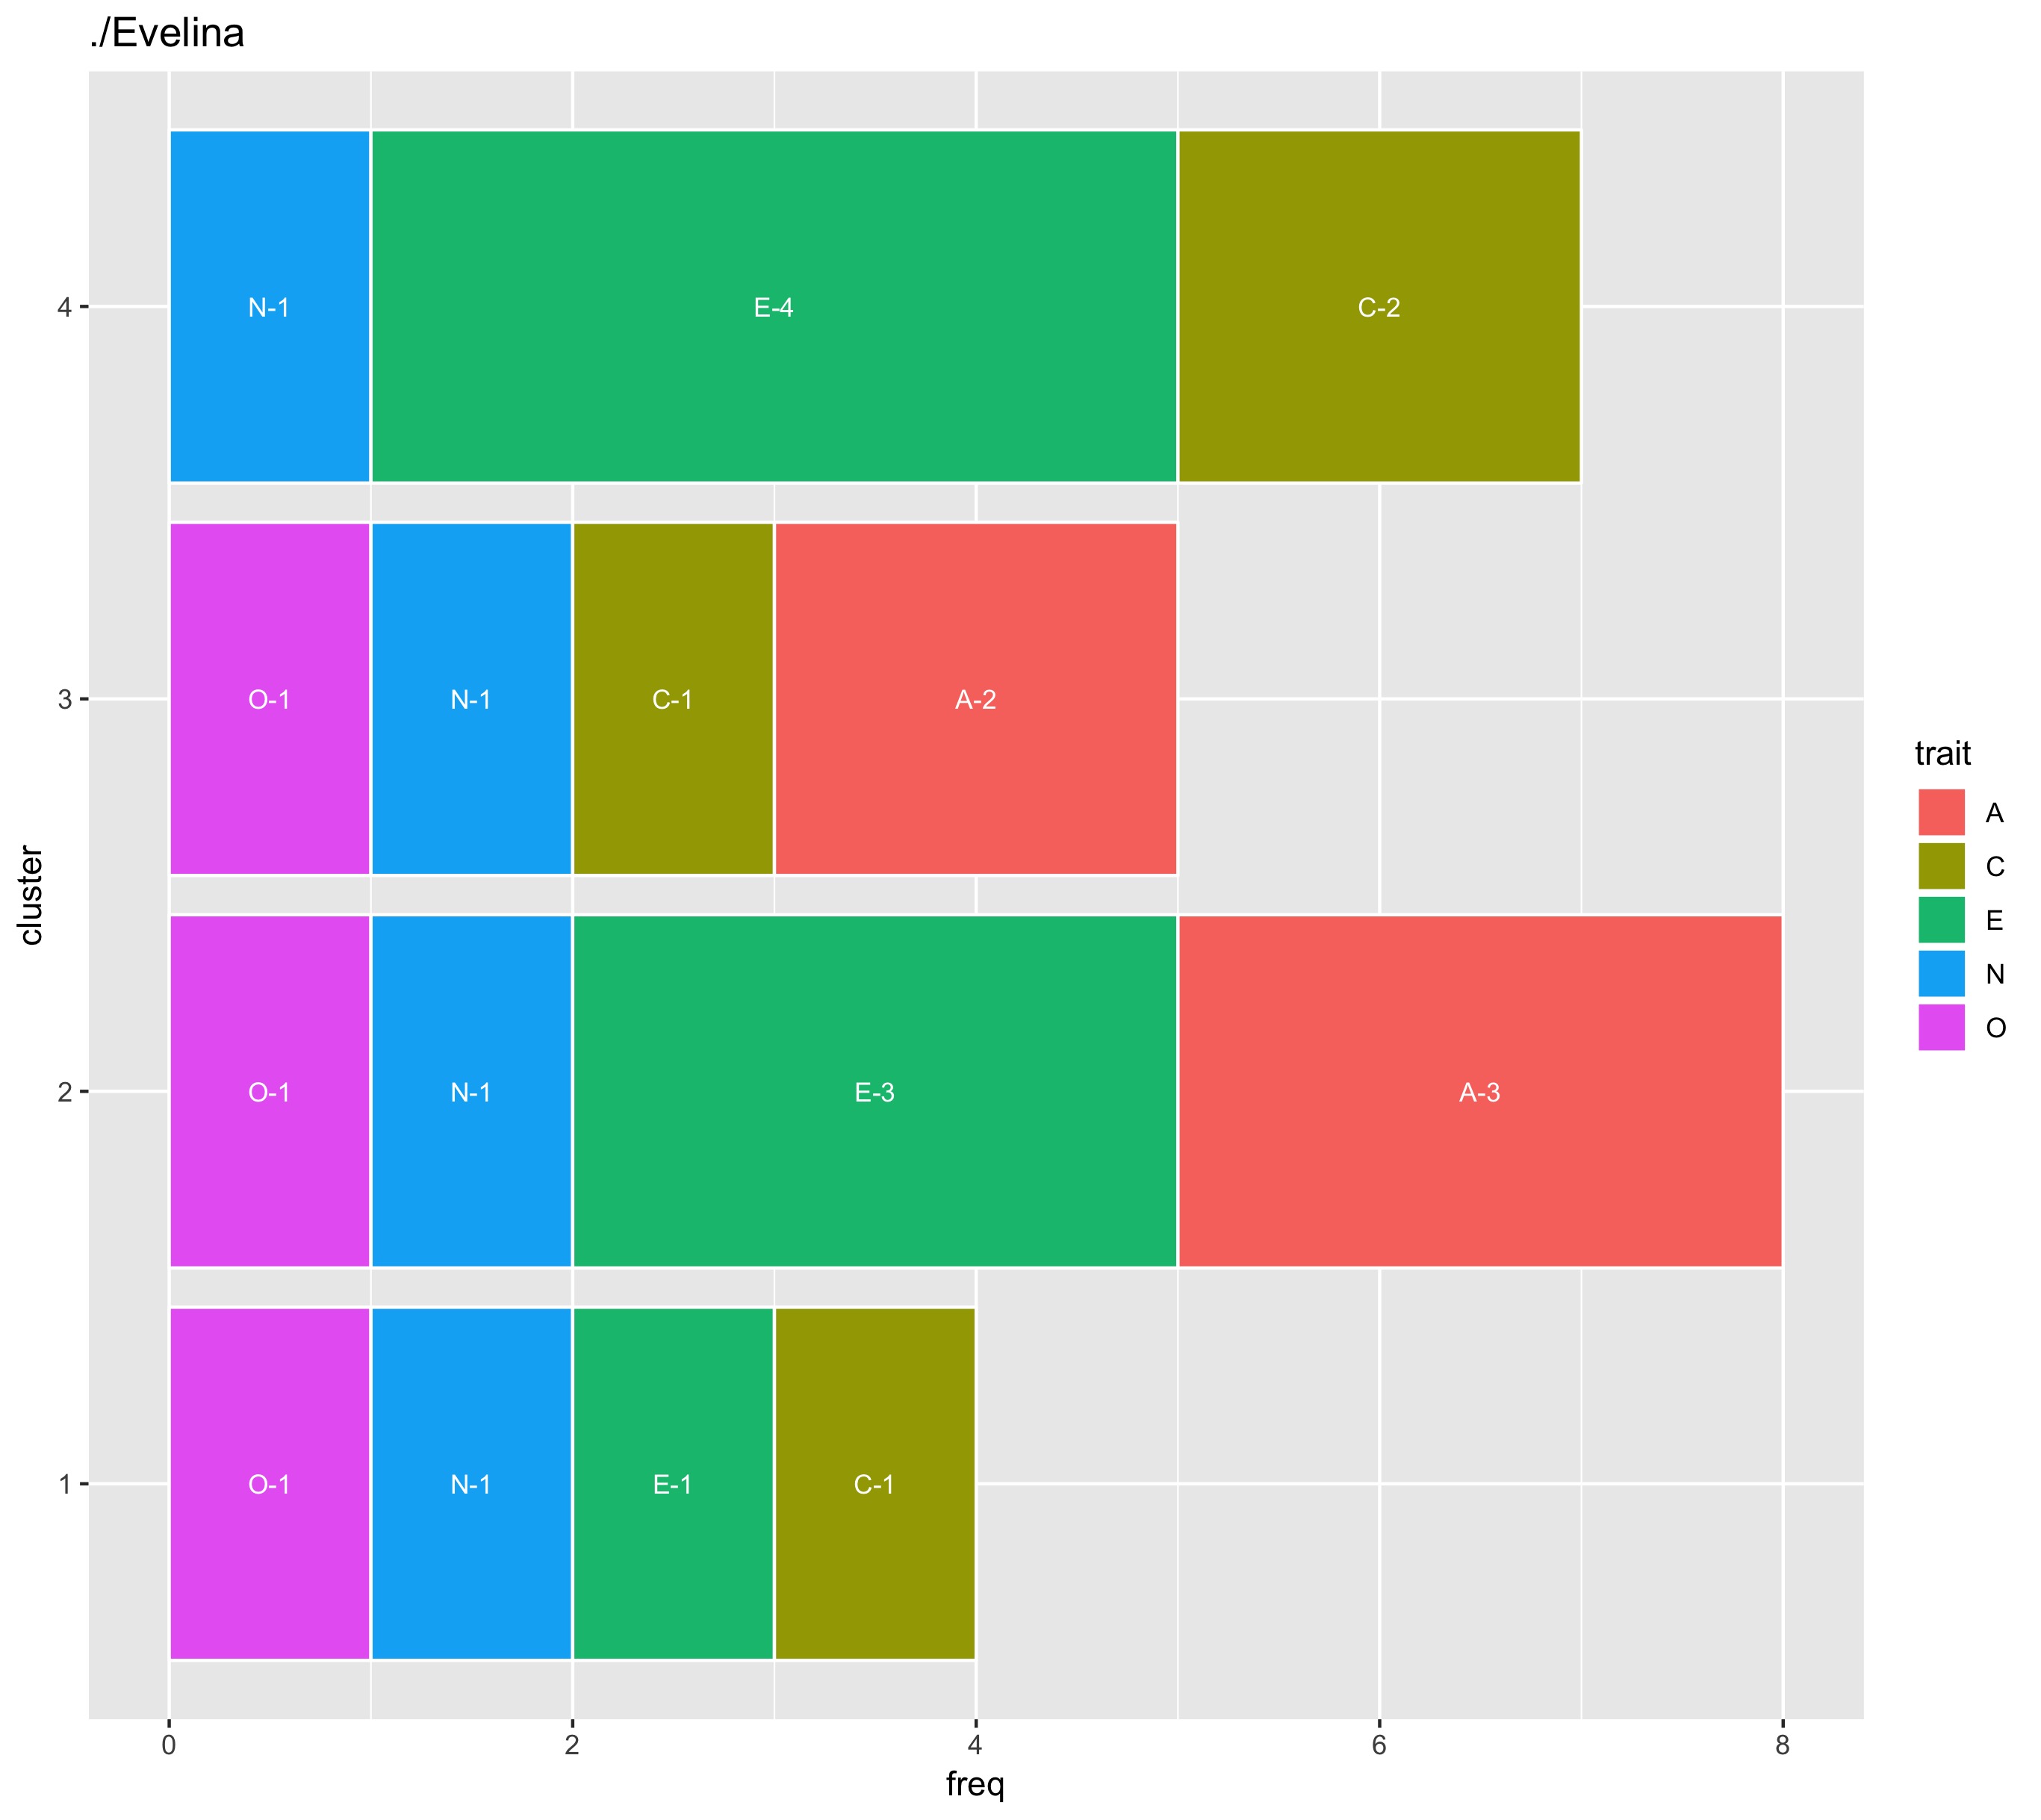 ./Evelina
4
N-1 E-4 C-2
3
O-1 N-1 C-1 A-2
cluster
2
O-1 N-1 E-3 A-3
1
O-1 N-1 E-1 C-1
0 2 4 6 8
freq
trait
A
C
E
N
O